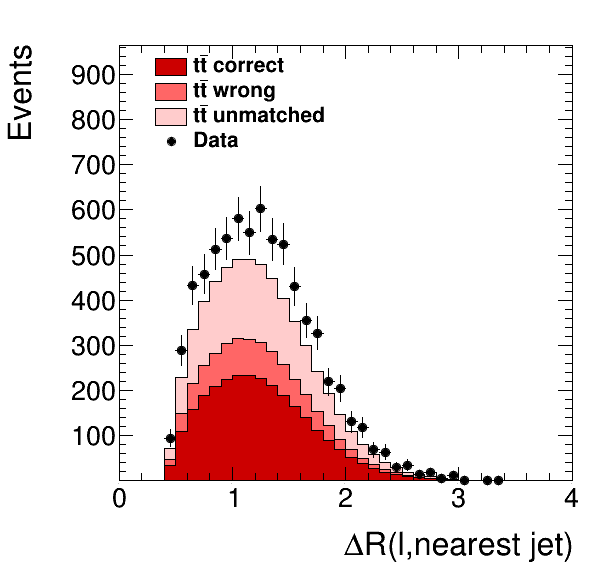 Events
900
800
700
600
500
400
300
200
100
tt̄ correct
tt̄ wrong
tt̄ unmatched
Data
0 1 2 3 4
ΔR(l,nearest jet)